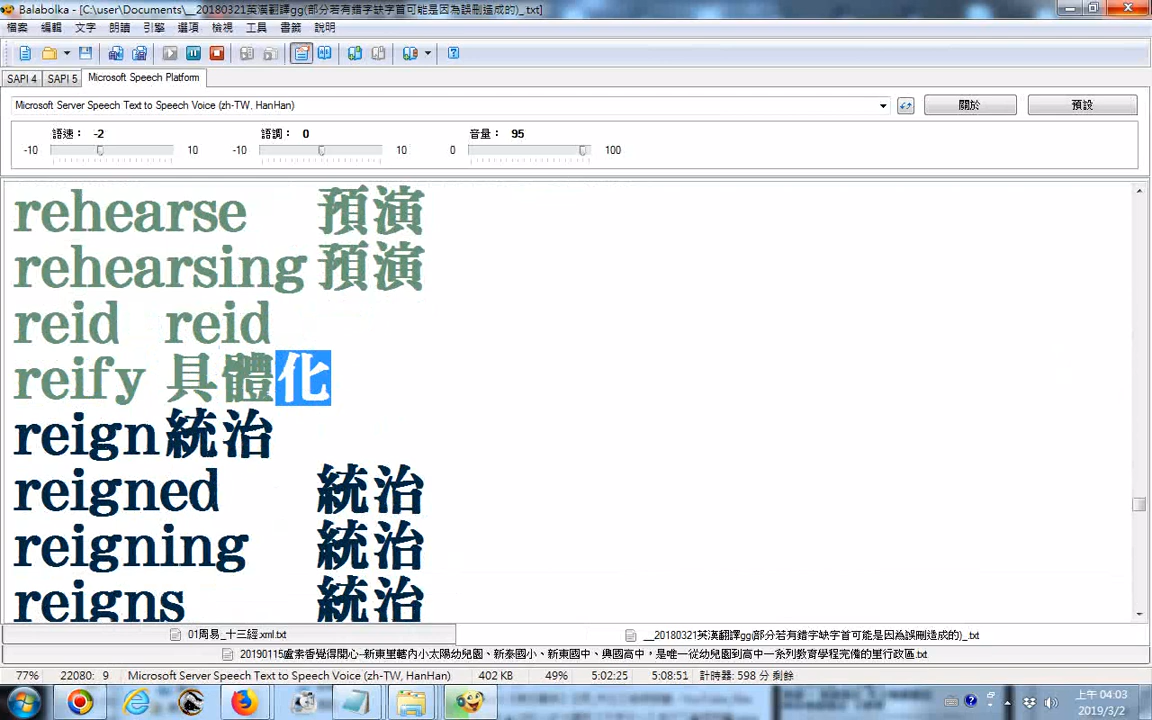 Balabolka - [C:\user\Documents\__20180321英漢翻譯gg(部分若有錯字缺字首可能是因為誤刪造成的)_.txt]
檔案 編輯 文字 朗讀 引擎 選項 檢視 工具 書籤 說明
SAPI 4 SAPI 5 Microsoft Speech Platform
Microsoft Server Speech Text to Speech Voice (zh-TW, HanHan) 關於 預設
語速： -2 語調： 0 音量： 95
-10 10 -10 10 0 100
rehearse 預演
rehearsing 預演
reid reid
reify 具體化
reign 統治
reigned 統治
reigning 統治
reigns 統治
01周易_十三經.xml.txt __20180321英漢翻譯gg(部分若有錯字缺字首可能是因為誤刪造成的)_.txt
20190115盧素香覺得開心-新東里轄內小太陽幼兒園、新泰國小、新東國中、興國高中，是唯一從幼兒園到高中一系列教育學程完備的里行政區.txt
77% 22080: 9 Microsoft Server Speech Text to Speech Voice (zh-TW, HanHan) 402 KB 49% 5:02:25 5:08:51 計時器: 598 分 剩餘
上午 04:03
2019/3/2